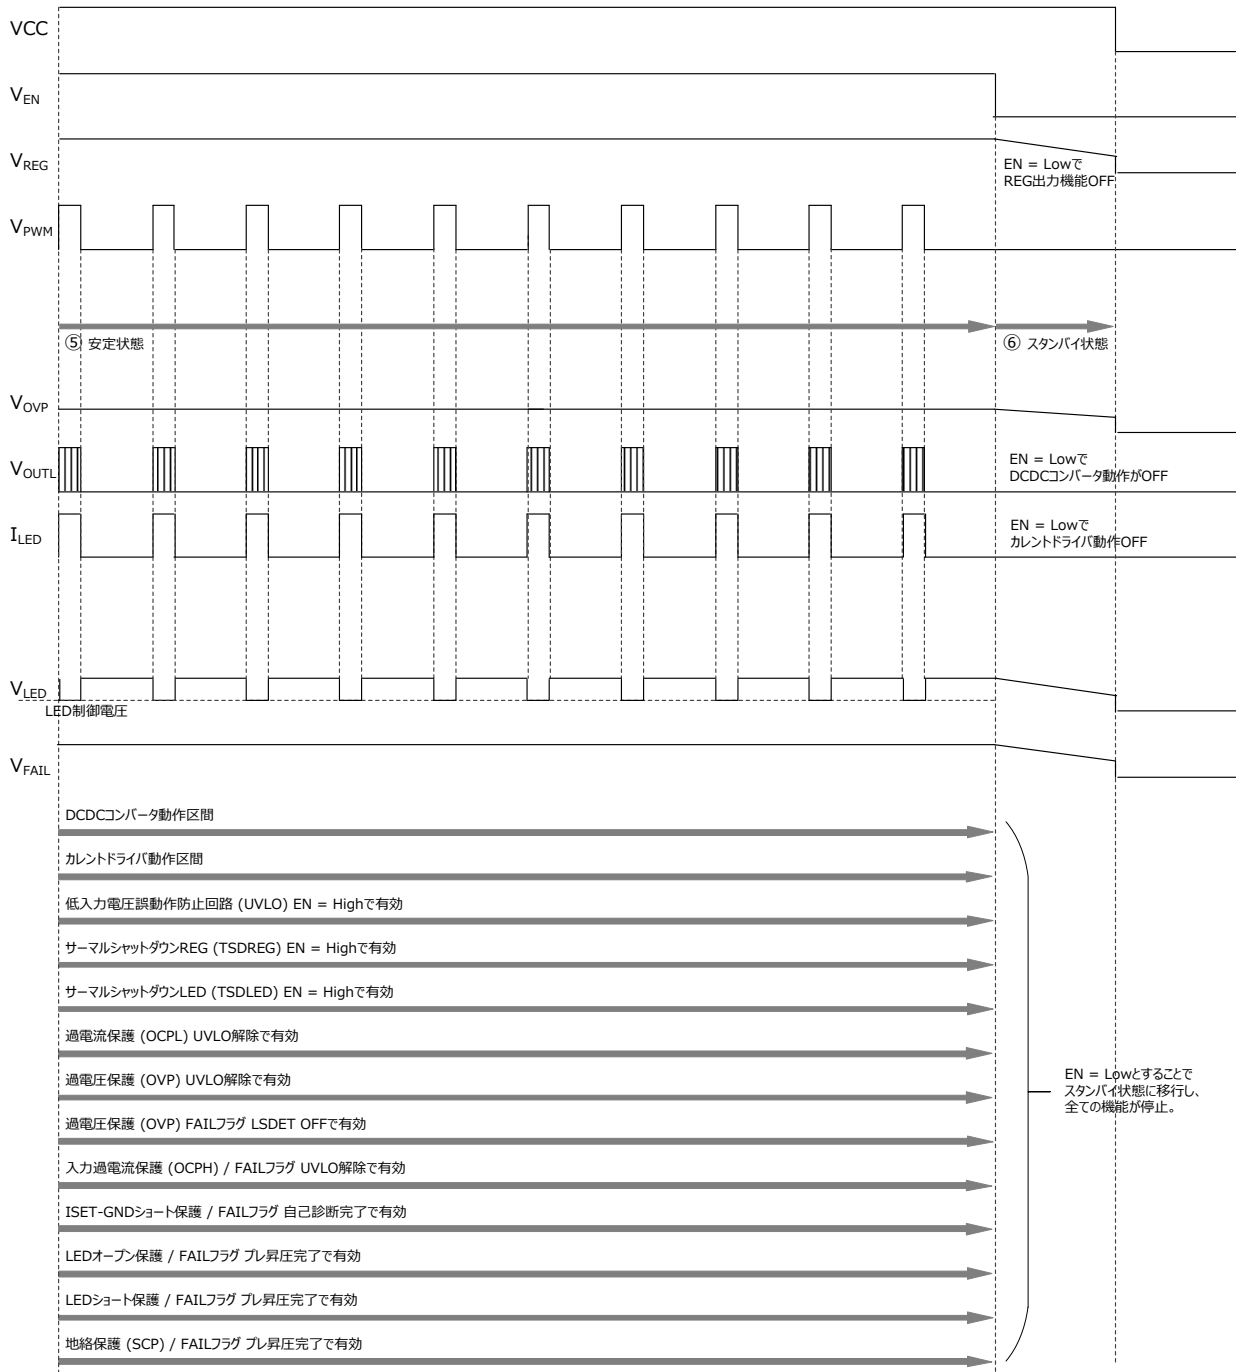 VCC
VEN
VREG
EN = Lowで
REG出力機能OFF
VPWM
⑤ 安定状態
⑥ スタンバイ状態
VOVP
VOUTL
EN = Lowで
DCDCコンバータ動作がOFF
ILED
EN = Lowで
カレントドライバ動作OFF
VLED
LED制御電圧
VFAIL
DCDCコンバータ動作区間
カレントドライバ動作区間
低入力電圧誤動作防止回路 (UVLO) EN = Highで有効
サーマルシャットダウンREG (TSDREG) EN = Highで有効
サーマルシャットダウンLED (TSDLED) EN = Highで有効
過電流保護 (OCPL) UVLO解除で有効
過電圧保護 (OVP) UVLO解除で有効
過電圧保護 (OVP) FAILフラグ LSDET OFFで有効
入力過電流保護 (OCPH) / FAILフラグ UVLO解除で有効
ISET-GNDショート保護 / FAILフラグ 自己診断完了で有効
LEDオープン保護 / FAILフラグ プレ昇圧完了で有効
LEDショート保護 / FAILフラグ プレ昇圧完了で有効
地絡保護 (SCP) / FAILフラグ プレ昇圧完了で有効
EN = Lowとすることで
スタンバイ状態に移行し、
全ての機能が停止。